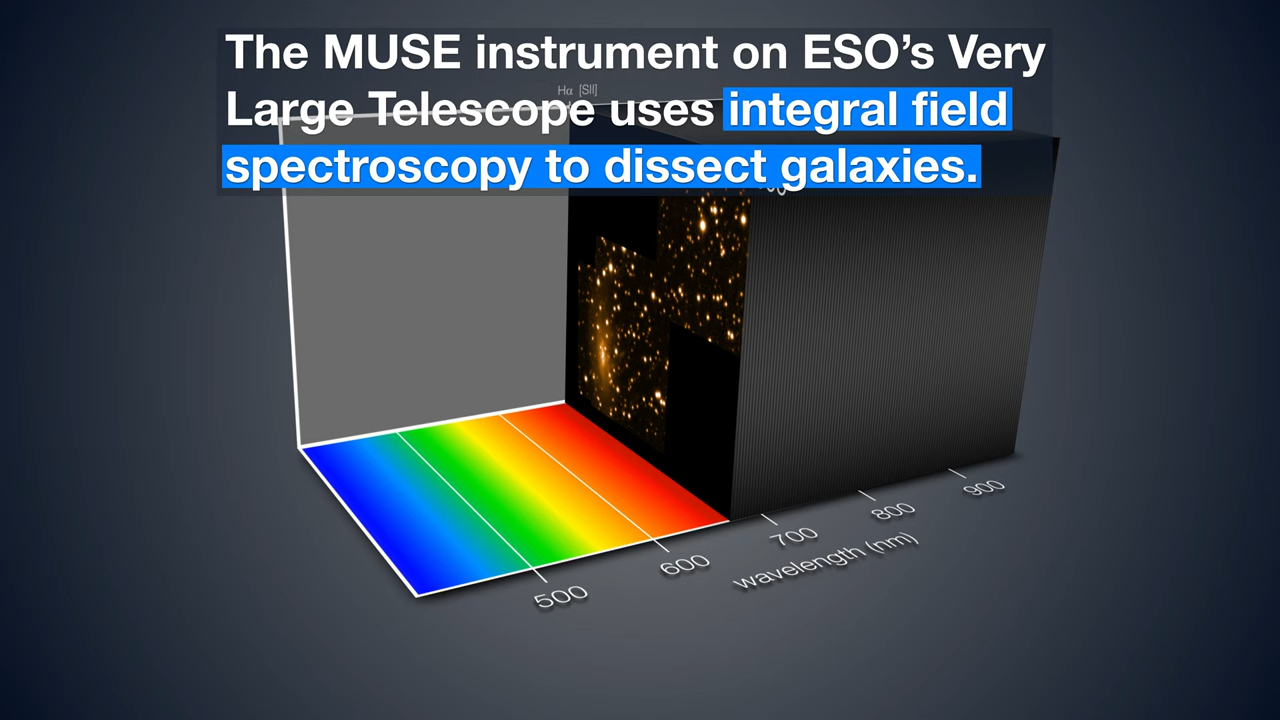 The MUSE instrument on ESO’s Very
Large Telescope uses integral field
spectroscopy to dissect galaxies.
Hα [SII]
500
600
700
800
900
wavelength (nm)